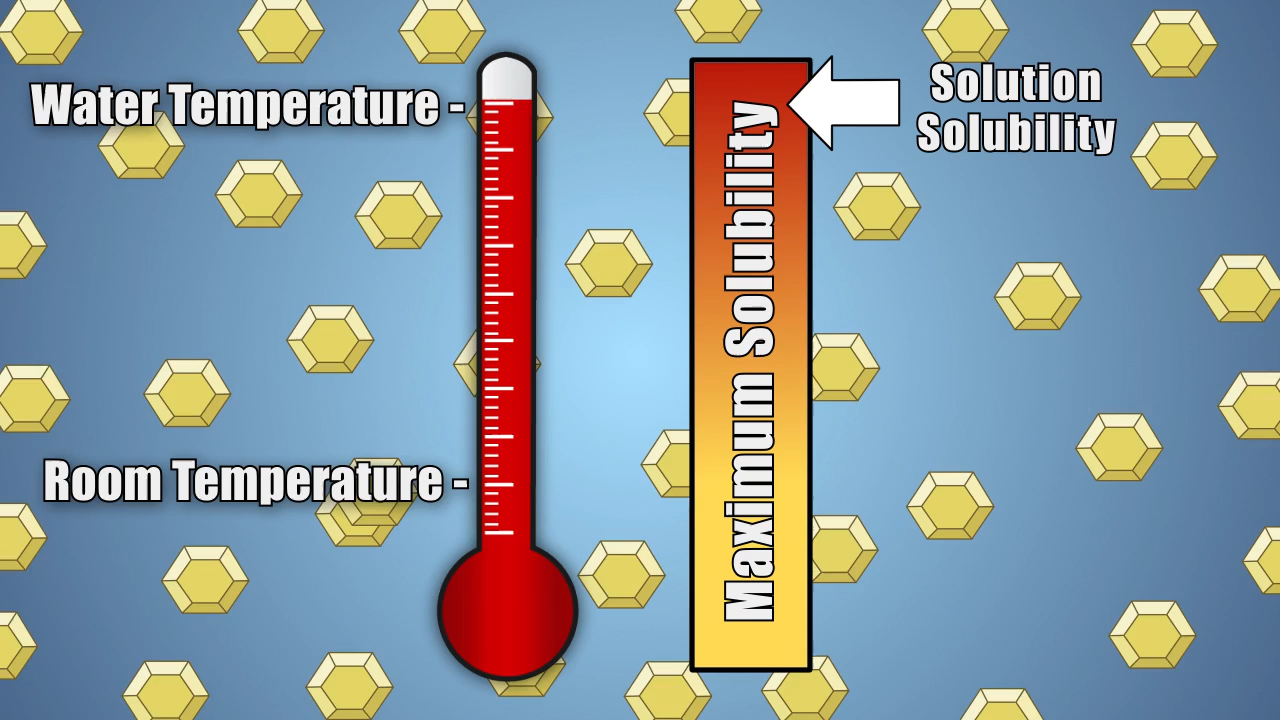 Water Temperature -
Room Temperature -
Maximum Solubility
Solution
Solubility